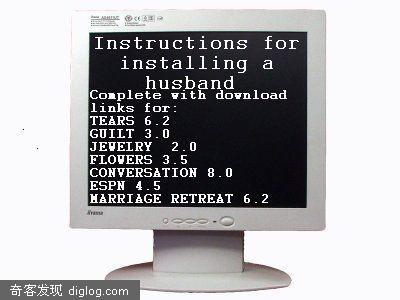 Instructions for
installing a
husband
Complete with download
links for:
TEARS 6.2
GUILT 3.0
JEWELRY 2.0
FLOWERS 3.5
CONVERSATION 8.0
ESPN 4.5
MARRIAGE RETREAT 6.2
iiyama
奇客发现 diglog.com